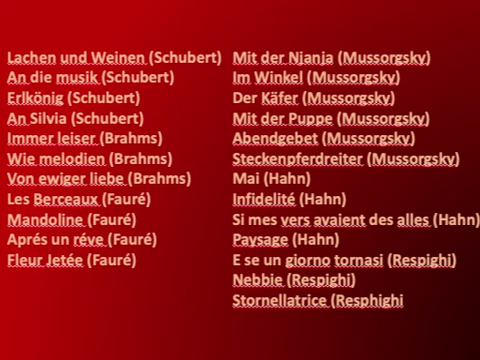 Lachen und Weinen (Schubert)
An die musik (Schubert)
Erlkönig (Schubert)
An Silvia (Schubert)
Immer leiser (Brahms)
Wie melodien (Brahms)
Von ewiger liebe (Brahms)
Les Berceaux (Fauré)
Mandoline (Fauré)
Aprés un réve (Fauré)
Fleur Jetée (Fauré)
Mit der Njanja (Mussorgsky)
Im Winkel (Mussorgsky)
Der Käfer (Mussorgsky)
Mit der Puppe (Mussorgsky)
Abendgebet (Mussorgsky)
Steckenpferdreiter (Mussorgsky)
Mai (Hahn)
Infidelité (Hahn)
Si mes vers avaient des alles (Hahn)
Paysage (Hahn)
E se un giorno tornasi (Respighi)
Nebbie (Respighi)
Stornellatrice (Resphighi